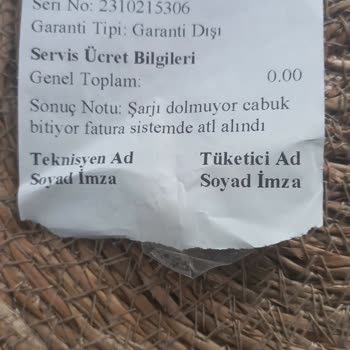 Seri No: 2310215306
Garanti Tipi: Garanti Dışı
Servis Ücret Bilgileri
Genel Toplam: 0.00
Sonuç Notu: Şarjı dolmuyor cabuk
bitiyor fatura sistemde atl alındı
Teknisyen Ad Tüketici Ad
Soyad İmza Soyad İmza